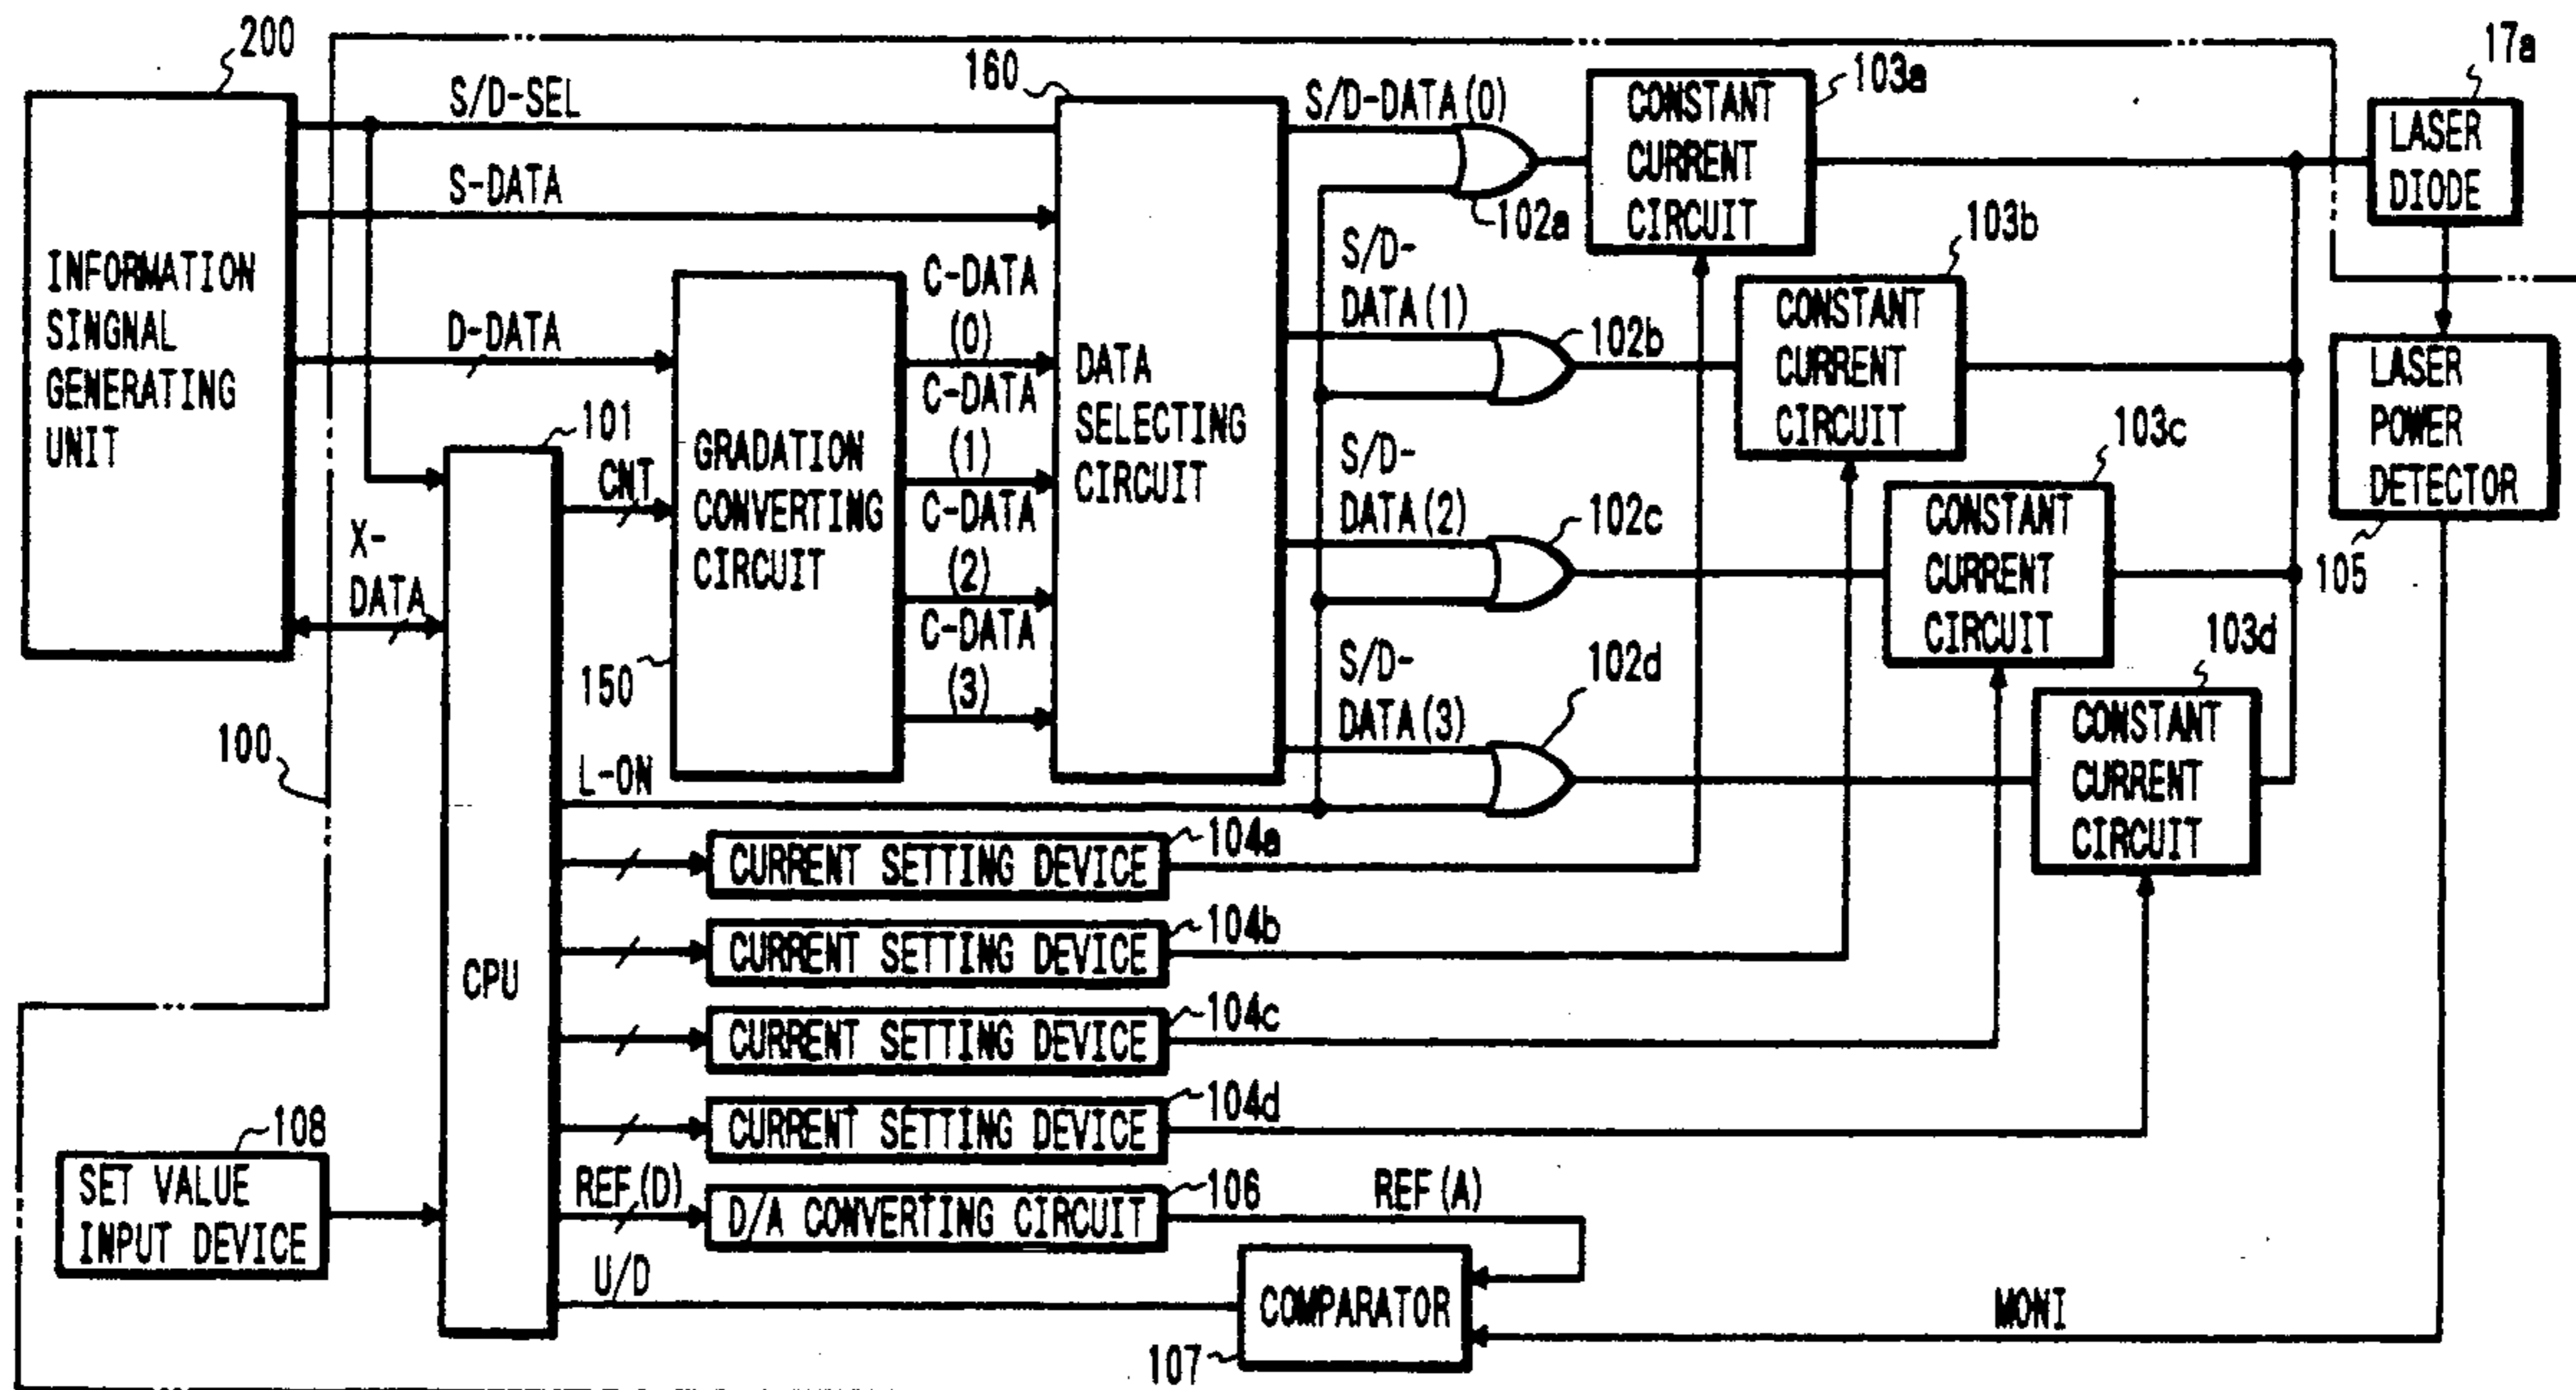 200
INFORMATION
SINGNAL
GENERATING
UNIT
S/D-SEL
S-DATA
D-DATA
X-
DATA
100
101
CNT
CPU
GRADATION
CONVERTING
CIRCUIT
150
C-DATA
(0)
C-DATA
(1)
C-DATA
(2)
C-DATA
(3)
160
DATA
SELECTING
CIRCUIT
S/D-DATA(0)
102a
S/D-
DATA(1)
102b
S/D-
DATA(2)
102c
S/D-
DATA(3)
102d
CONSTANT
CURRENT
CIRCUIT
103a
CONSTANT
CURRENT
CIRCUIT
103b
CONSTANT
CURRENT
CIRCUIT
103c
CONSTANT
CURRENT
CIRCUIT
103d
17a
LASER
DIODE
LASER
POWER
DETECTOR
105
L-ON
CURRENT SETTING DEVICE
104a
CURRENT SETTING DEVICE
104b
CURRENT SETTING DEVICE
104c
CURRENT SETTING DEVICE
104d
108
SET VALUE
INPUT DEVICE
REF(D)
D/A CONVERTING CIRCUIT
106
REF(A)
U/D
COMPARATOR
107
MONI